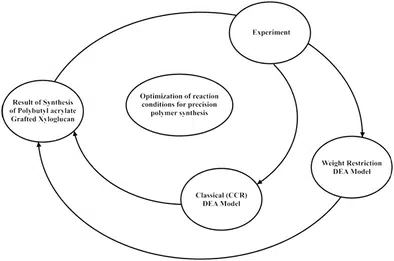 Experiment
Result of Synthesis
of Polybutyl acrylate
Grafted Xyloglucan
Optimization of reaction
conditions for precision
polymer synthesis
Weight Restriction
DEA Model
Classical (CCR)
DEA Model